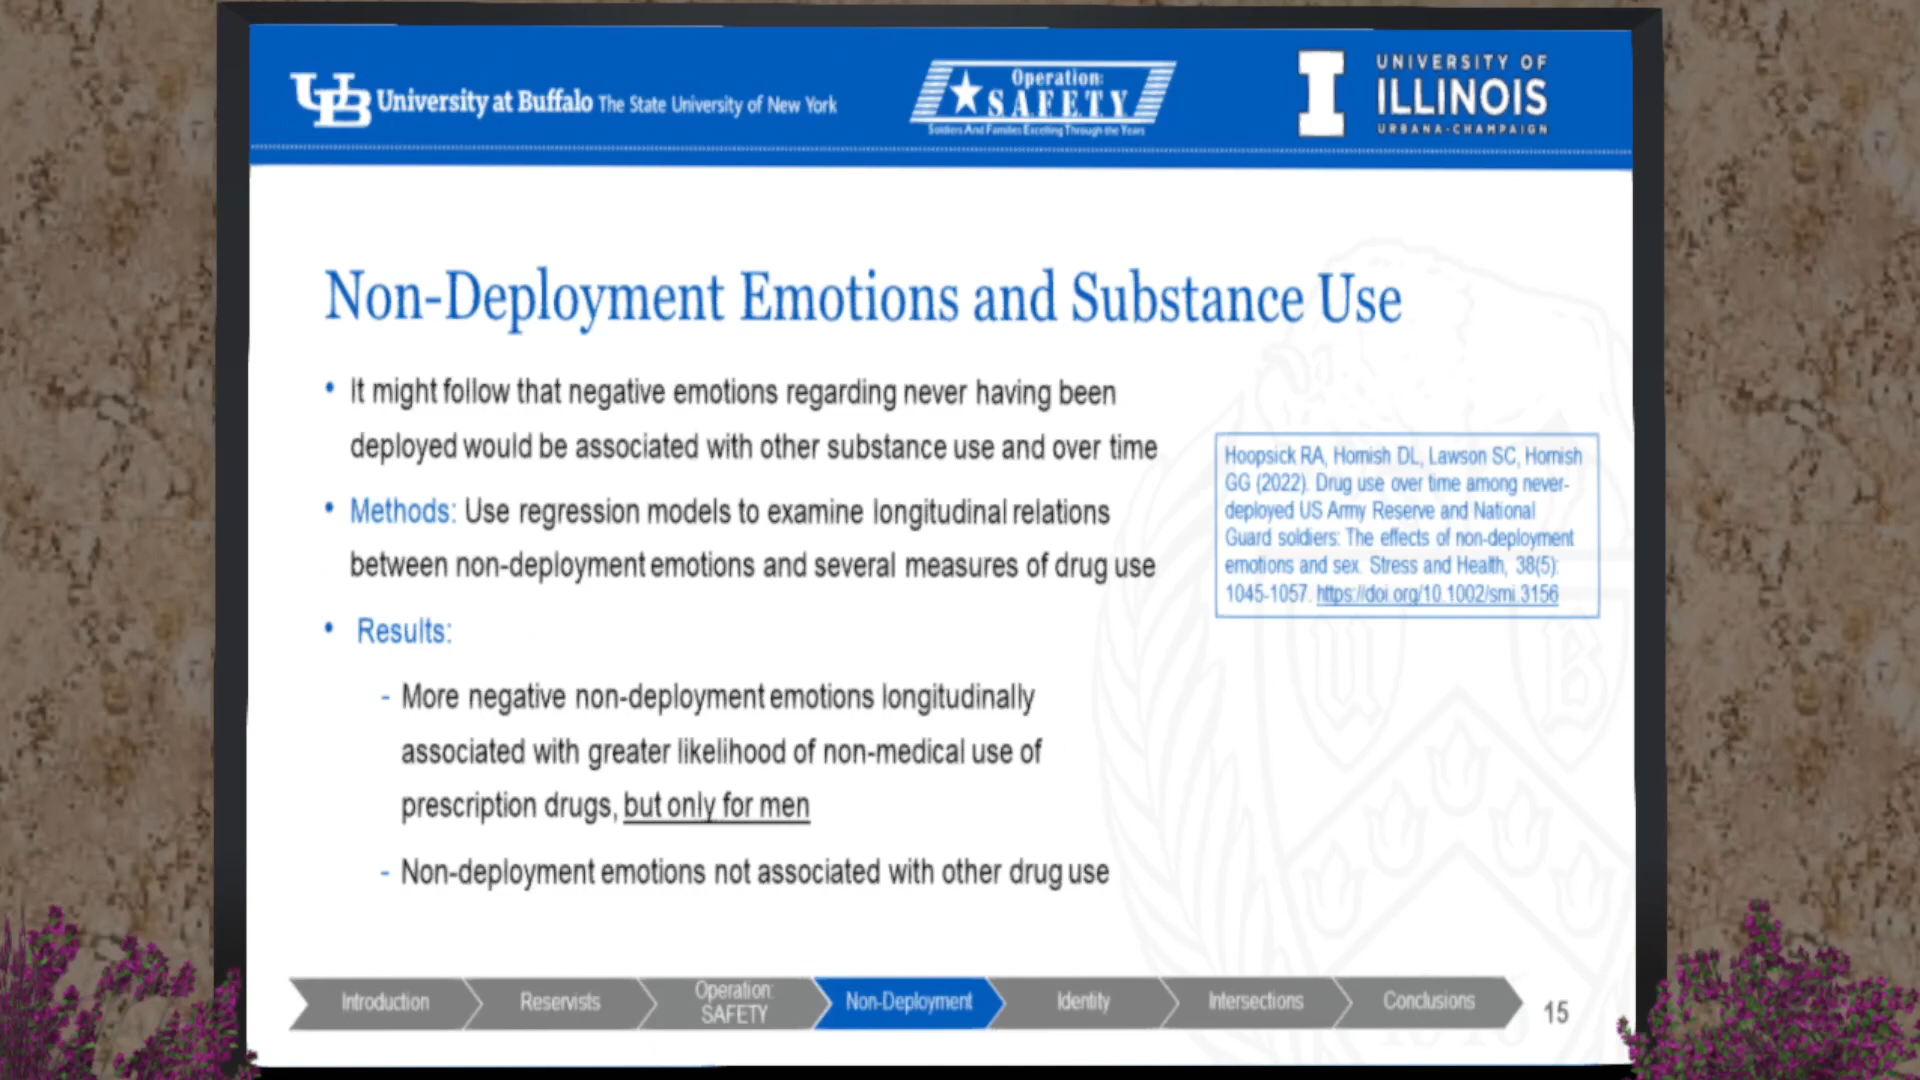 University at Buffalo The State University of New York
Operation:
SAFETY
Soldiers And Families Excelling Through the Years
UNIVERSITY OF
ILLINOIS
URBANA-CHAMPAIGN
Non-Deployment Emotions and Substance Use
• It might follow that negative emotions regarding never having been
deployed would be associated with other substance use and over time
• Methods: Use regression models to examine longitudinal relations
between non-deployment emotions and several measures of drug use
• Results:
- More negative non-deployment emotions longitudinally
associated with greater likelihood of non-medical use of
prescription drugs, but only for men
- Non-deployment emotions not associated with other drug use
Hoopsick RA, Homish DL, Lawson SC, Homish
GG (2022). Drug use over time among never-
deployed US Army Reserve and National
Guard soldiers: The effects of non-deployment
emotions and sex. Stress and Health, 38(5):
1045-1057. https://doi.org/10.1002/smi.3156
Introduction
Reservists
Operation:
SAFETY
Non-Deployment
Identity
Intersections
Conclusions
15